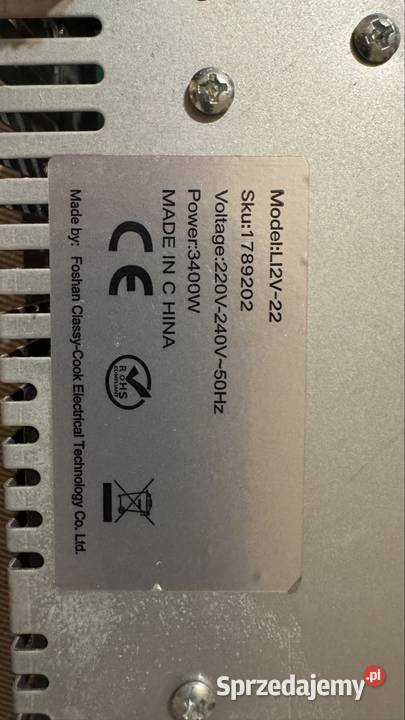 Model:LI2V-22
Sku:1789202
Voltage:220V-240V~50Hz
Power:3400W
MADE IN C HINA
CE
RoHS
COMPLIANT
Made by: Foshan Classy-Cook Electrical Technology Co. Ltd.
Sprzedajemy.pl